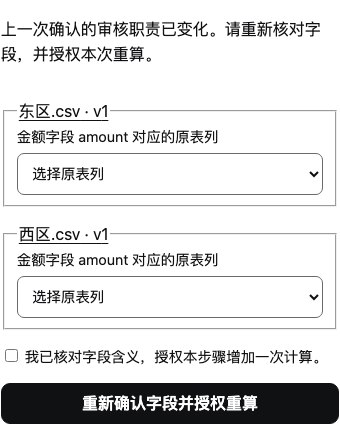 上一次确认的审核职责已变化。请重新核对字
段，并授权本次重算。
东区.csv · v1
金额字段 amount 对应的原表列
选择原表列
西区.csv · v1
金额字段 amount 对应的原表列
选择原表列
我已核对字段含义，授权本步骤增加一次计算。
重新确认字段并授权重算